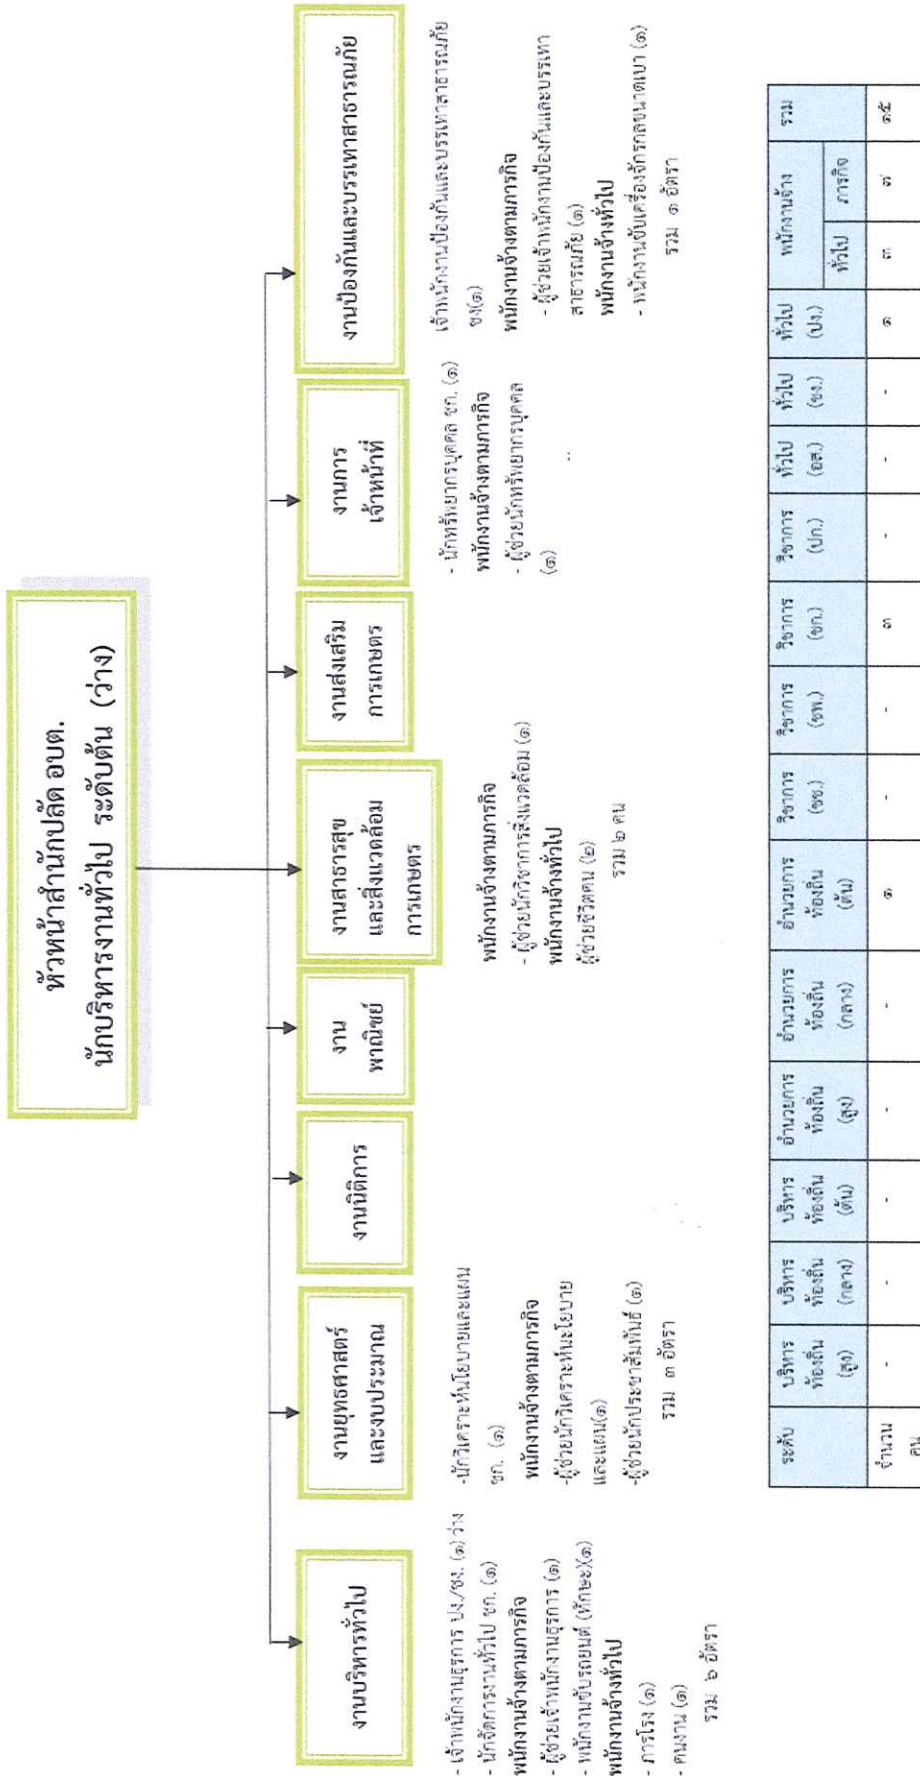 หัวหน้าสำนักปลัด อบต.
นักบริหารงานทั่วไป ระดับต้น (ว่าง)
งานบริหารทั่วไป
- เจ้าพนักงานธุรการ ปง./ชง. (๑) ว่าง
- นักจัดการงานทั่วไป ชก. (๑)
พนักงานจ้างตามภารกิจ
- ผู้ช่วยเจ้าพนักงานธุรการ (๑)
- พนักงานขับรถยนต์ (ทักษะ)(๑)
พนักงานจ้างทั่วไป
- ภารโรง (๑)
- คนงาน (๑)
รวม ๖ อัตรา
งานยุทธศาสตร์
และงบประมาณ
-นักวิเคราะห์นโยบายและแผน
ชก. (๑)
พนักงานจ้างตามภารกิจ
-ผู้ช่วยนักวิเคราะห์นะโยบาย
และแผน(๑)
-ผู้ช่วยนักประชาสัมพันธ์ (๑)
รวม ๓ อัตรา
งานนิติการ
งาน
พาณิชย์
งานสาธารสุข
และสิ่งแวดล้อม
การเกษตร
พนักงานจ้างตามภารกิจ
- ผู้ช่วยนักวิชาการสิ่งแวดล้อม (๑)
พนักงานจ้างทั่วไป
ผู้ช่วยชีวิตคน (๒)
รวม ๒ คน
งานส่งเสริม
การเกษตร
งานการ
เจ้าหน้าที่
- นักทรัพยากรบุคคล ชก. (๑)
พนักงานจ้างตามภารกิจ
- ผู้ช่วยนักทรัพยากรบุคคล
(๑)
งานป้องกันและบรรเทาสาธารณภัย
เจ้าพนักงานป้องกันและบรรเทาสาธารณภัย
ชง(๑)
พนักงานจ้างตามภารกิจ
- ผู้ช่วยเจ้าพนักงานป้องกันและบรรเทา
สาธารณภัย (๑)
พนักงานจ้างทั่วไป
- พนักงานขับเครื่องจักรกลขนาดเบา (๑)
รวม ๓ อัตรา
ระดับ บริหาร บริหาร บริหาร อำนวยการ อำนวยการ อำนวยการ วิชาการ วิชาการ วิชาการ วิชาการ ทั่วไป ทั่วไป ทั่วไป พนักงานจ้าง รวม
ท้องถิ่น ท้องถิ่น ท้องถิ่น ท้องถิ่น ท้องถิ่น ท้องถิ่น (ชช.) (ชพ.) (ชก.) (ปก.) (อส.) (ชง.) (ปง.) ทั่วไป ภารกิจ
(สูง) (กลาง) (ต้น) (สูง) (กลาง) (ต้น)
จำนวน - - - - - ๑ - - ๓ - - - ๑ ๓ ๗ ๑๕
คน